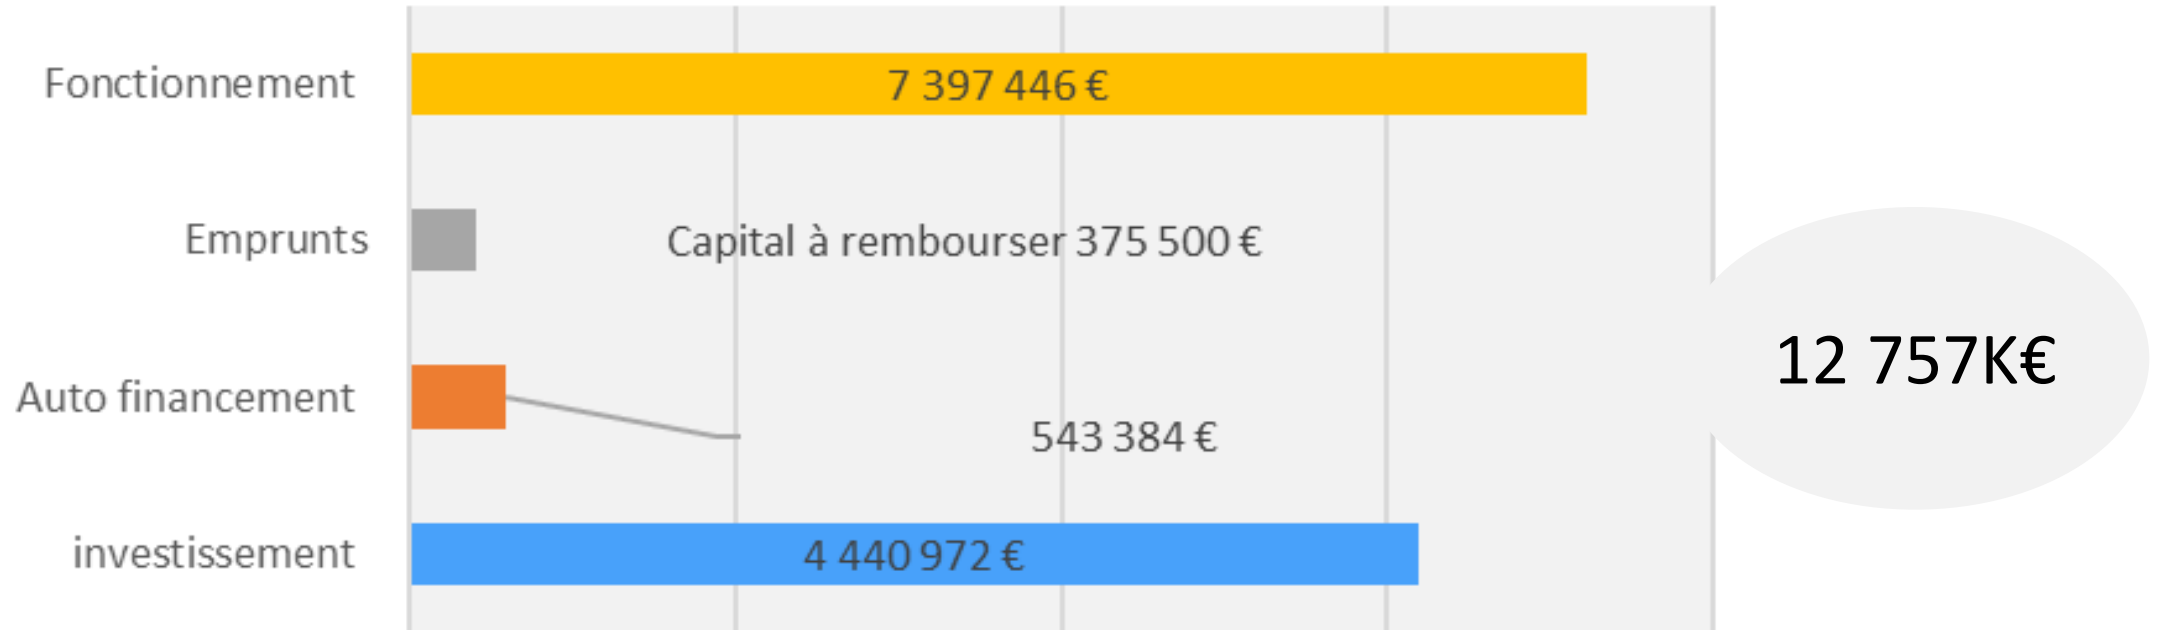 Fonctionnement 7 397 446 €
Emprunts Capital à rembourser 375 500 €
12 757K€
Auto financement 543 384 €
investissement 4 440 972 €